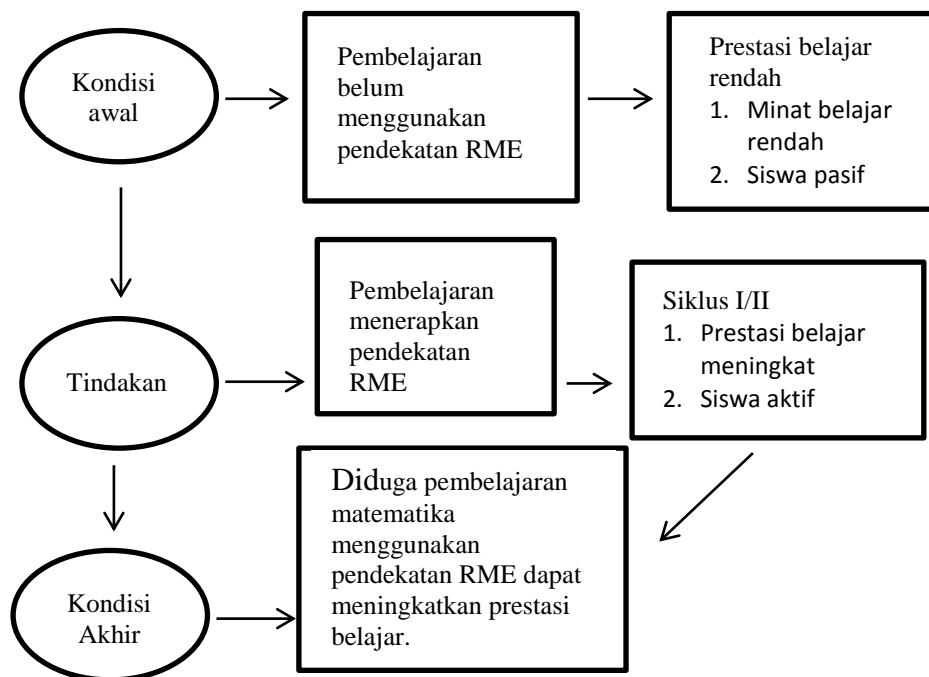 Kondisi
awal
Pembelajaran
belum
menggunakan
pendekatan RME
Prestasi belajar
rendah
1. Minat belajar
rendah
2. Siswa pasif
Tindakan
Pembelajaran
menerapkan
pendekatan
RME
Siklus I/II
1. Prestasi belajar
meningkat
2. Siswa aktif
Kondisi
Akhir
Diduga pembelajaran
matematika
menggunakan
pendekatan RME dapat
meningkatkan prestasi
belajar.